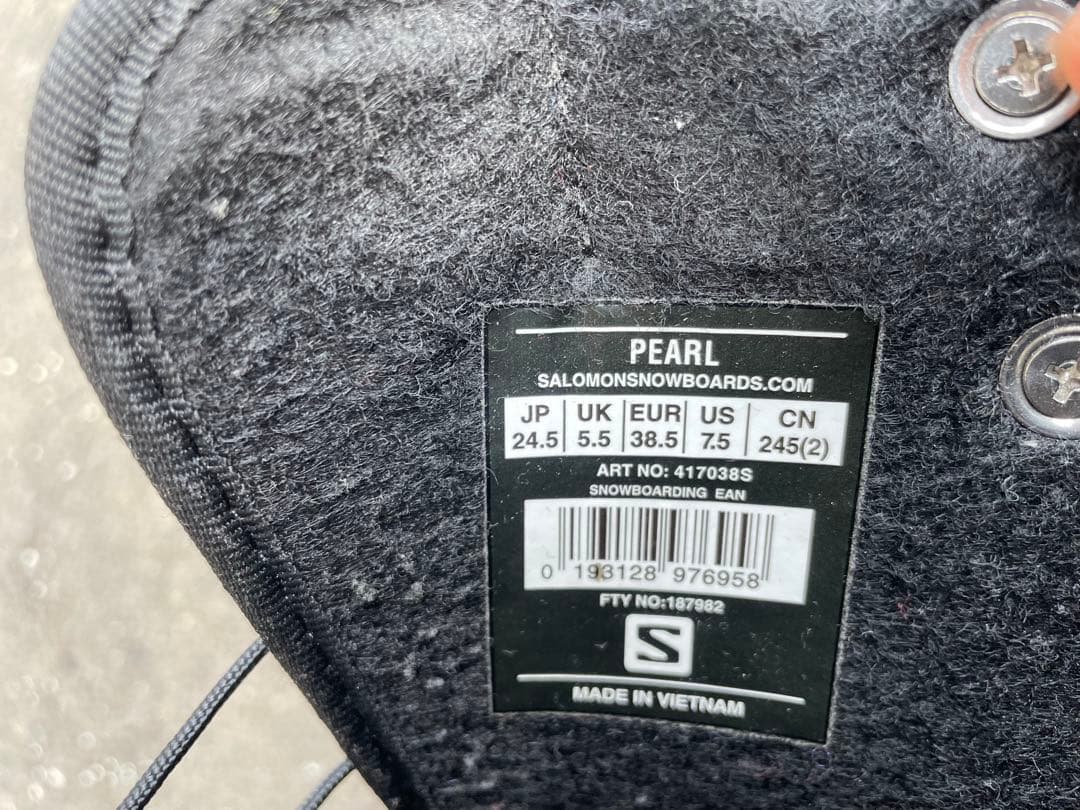 PEARL
SALOMONSNOWBOARDS.COM
JP UK EUR US CN
24.5 5.5 38.5 7.5 245(2)
ART NO: 417038S
SNOWBOARDING EAN
0 193128 976958
FTY NO:187982
S
MADE IN VIETNAM